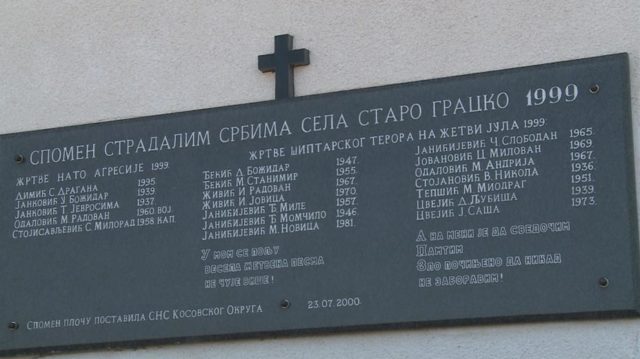 СПОМЕН СТРАДАЛИМ СРБИМА СЕЛА СТАРО ГРАЦКО 1999
ЖРТВЕ НАТО АГРЕСИЈЕ 1999.
ДИМИЋ С ДРАГАНА 1995
ЈАНКОВИЋ У БОЖИДАР 1939.
ЈАНКОВИЋ Т ЈЕВРОСИМА 1937
ОДАЛОВИЋ М РАДОВАН 1960. ВОЈ
СТОЈИСАВЉЕВИЋ С МИЛОРАД 1958. КАП.
ЖРТВЕ ШИПТАРСКОГ ТЕРОРА НА ЖЕТВИ ЈУЛА 1999.
ЂЕКИЋ Д БОЖИДАР 1947.
ЂЕКИЋ М СТАНИМИР 1955.
ЖИВИЋ И РАДОВАН 1967.
ЖИВИЋ И ЈОВИЦА 1970.
ЈАНИЋИЈЕВИЋ Ђ МИЛЕ 1957.
ЈАНИЋИЈЕВИЋ Ђ МОМЧИЛО 1946.
ЈАНИЋИЈЕВИЋ М. НОВИЦА 1981.
ЈАНИЋИЈЕВИЋ Ч. СЛОБОДАН 1965.
ЈОВАНОВИЋ Ц МИЛОВАН 1969.
ОДАЛОВИЋ М АНДРИЈА 1967.
СТОЈАНОВИЋ В НИКОЛА 1936.
ТЕПШИЋ М МИОДРАГ 1951.
ЦВЕЈИЋ Д ЉУБИША 1939.
ЦВЕЈИЋ Ј САША 1973.
У МОМ СЕ ПОЉУ
ВЕСЕЛА ЖЕТВЕНА ПЕСМА
НЕ ЧУЈЕ ВИШЕ!
А НА МЕНИ ЈЕ ДА СВЕДОЧИМ
ПАМТИМ
ЗЛО ПОЧИЊЕНО ДА НИКАД
НЕ ЗАБОРАВИМ!
СПОМЕН ПЛОЧУ ПОСТАВИЛА СНС КОСОВСКОГ ОКРУГА 23.07.2000.